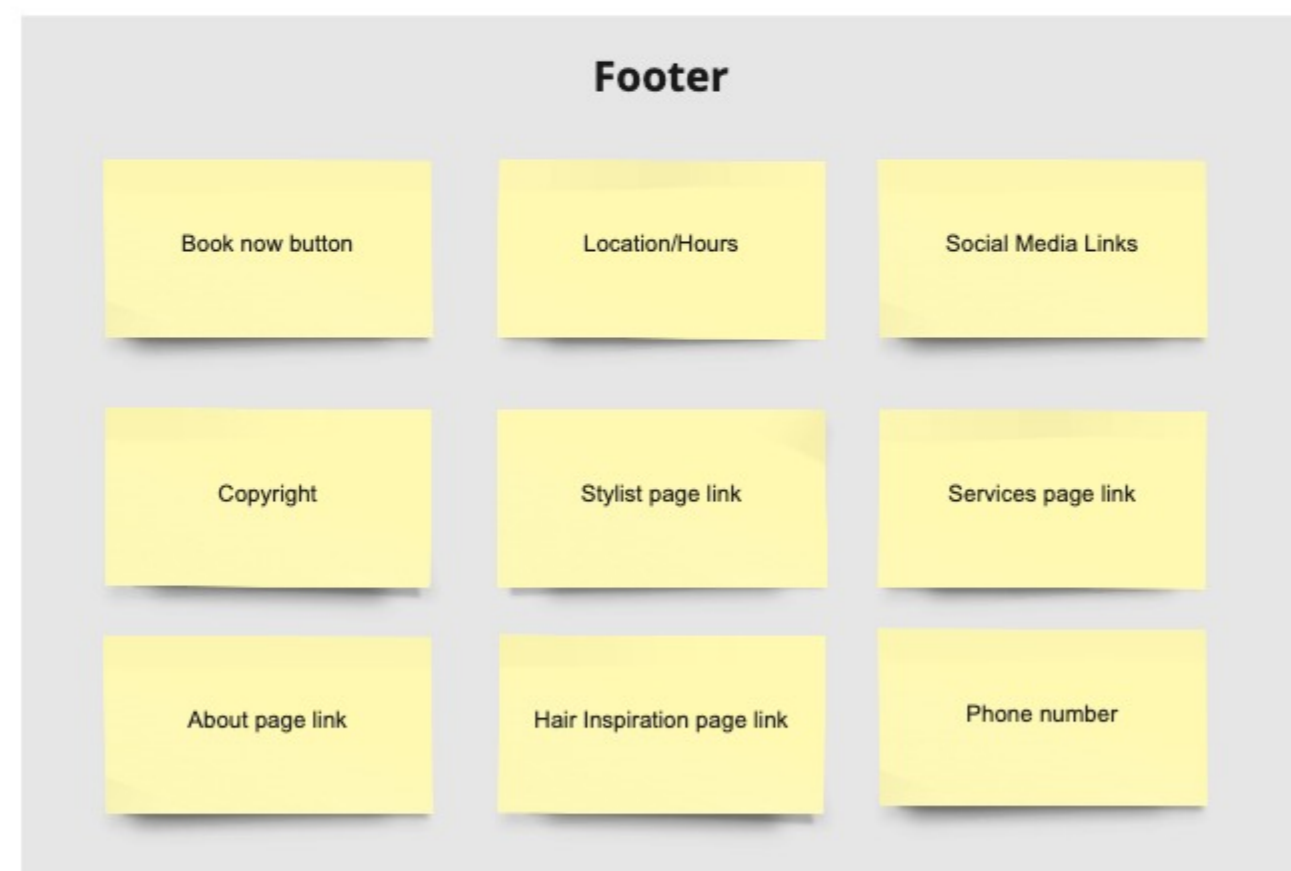 Footer
Book now button
Location/Hours
Social Media Links
Copyright
Stylist page link
Services page link
About page link
Hair Inspiration page link
Phone number